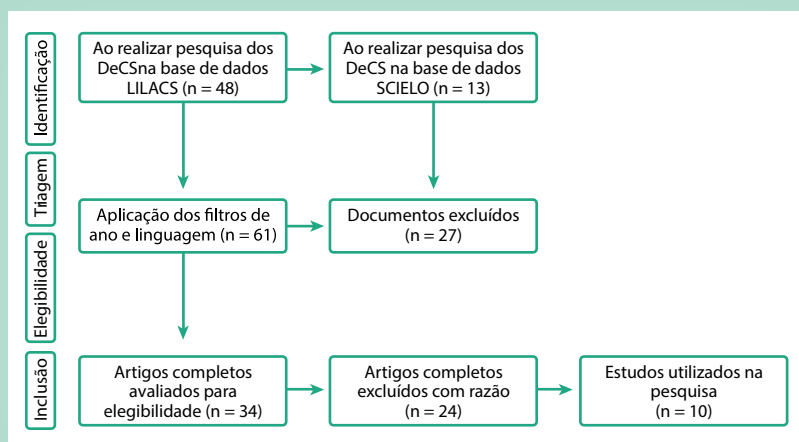 Identificação
Ao realizar pesquisa dos
DeCSna base de dados
LILACS (n = 48)
Ao realizar pesquisa dos
DeCS na base de dados
SCIELO (n = 13)
Triagem
Aplicação dos filtros de
ano e linguagem (n = 61)
Documentos excluídos
(n = 27)
Elegibilidade
Inclusão
Artigos completos
avaliados para
elegibilidade (n = 34)
Artigos completos
excluídos com razão
(n = 24)
Estudos utilizados na
pesquisa
(n = 10)